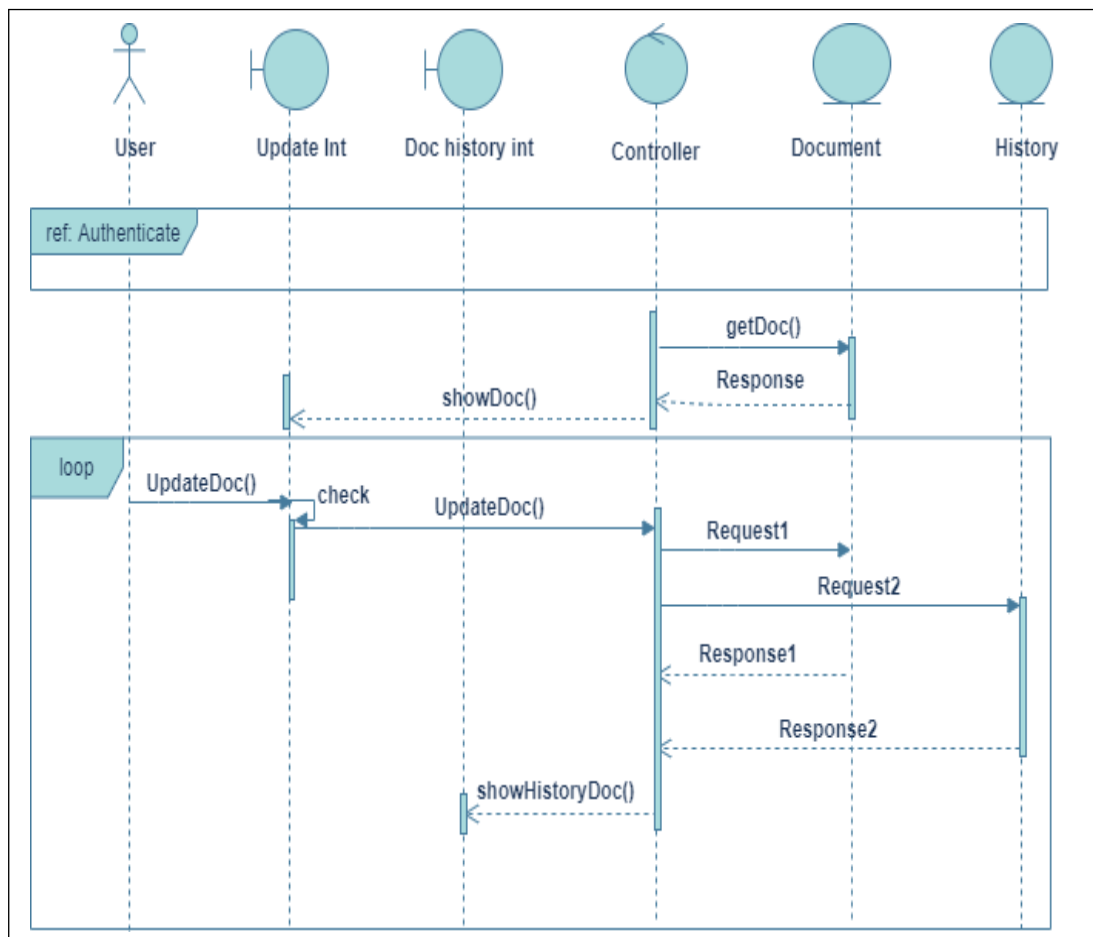 User
Update Int
Doc history int
Controller
Document
History
ref: Authenticate
getDoc()
Response
showDoc()
loop
UpdateDoc()
check
UpdateDoc()
Request1
Request2
Response1
Response2
showHistoryDoc()